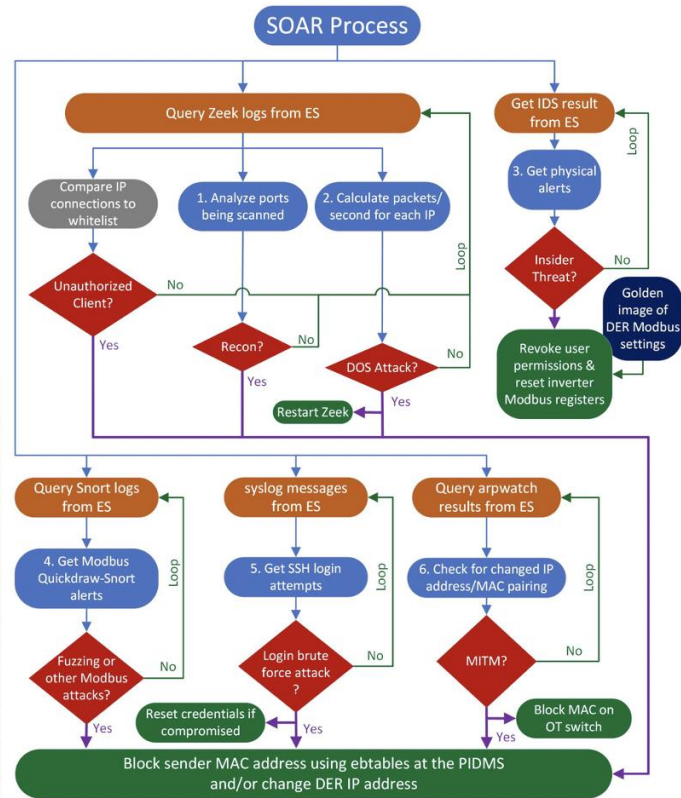 SOAR Process
Query Zeek logs from ES
Get IDS result
from ES
Loop
Compare IP
connections to
whitelist
1. Analyze ports
being scanned
2. Calculate packets/
second for each IP
3. Get physical
alerts
Loop
Unauthorized
Client?
No
Yes
Recon?
No
Yes
DOS Attack?
No
Yes
Restart Zeek
Insider
Threat?
No
Yes
Golden
image of
DER Modbus
settings
Revoke user
permissions &
reset inverter
Modbus registers
Query Snort logs
from ES
syslog messages
from ES
Query arpwatch
results from ES
4. Get Modbus
Quickdraw-Snort
alerts
Loop
5. Get SSH login
attempts
Loop
6. Check for changed IP
address/MAC pairing
Loop
Fuzzing or
other Modbus
attacks?
No
Yes
Login brute
force attack
?
No
Yes
MITM?
No
Yes
Reset credentials if
compromised
Block MAC on
OT switch
Block sender MAC address using ebtables at the PIDMS
and/or change DER IP address